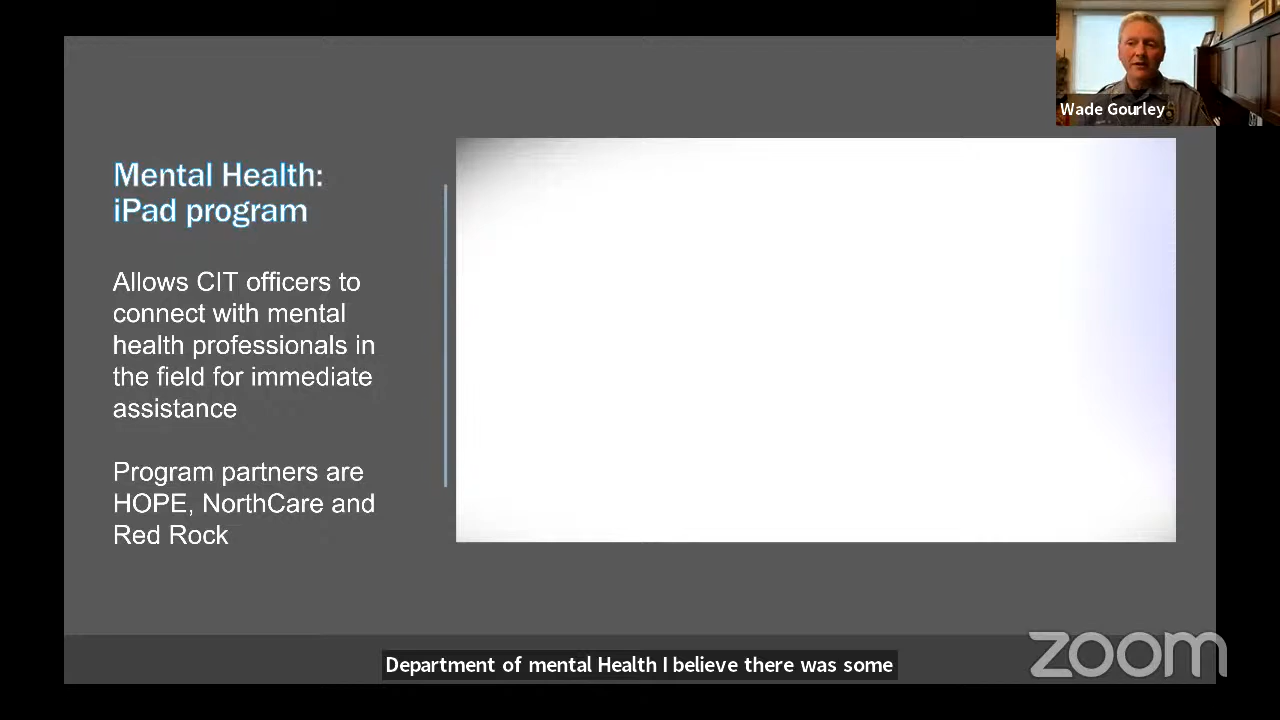 Wade Gourley
Mental Health:
iPad program
Allows CIT officers to
connect with mental
health professionals in
the field for immediate
assistance
Program partners are
HOPE, NorthCare and
Red Rock
Department of mental Health I believe there was some
zoom